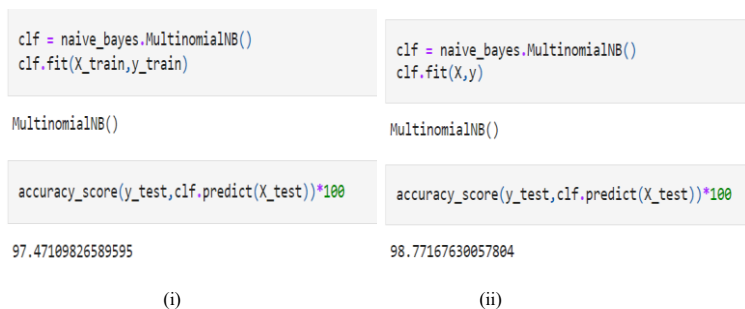 clf = naive_bayes.MultinomialNB()
clf.fit(X_train,y_train)
MultinomialNB()
accuracy_score(y_test,clf.predict(X_test))*100
97.47109826589595
(i)
clf = naive_bayes.MultinomialNB()
clf.fit(X,y)
MultinomialNB()
accuracy_score(y_test,clf.predict(X_test))*100
98.77167630057804
(ii)